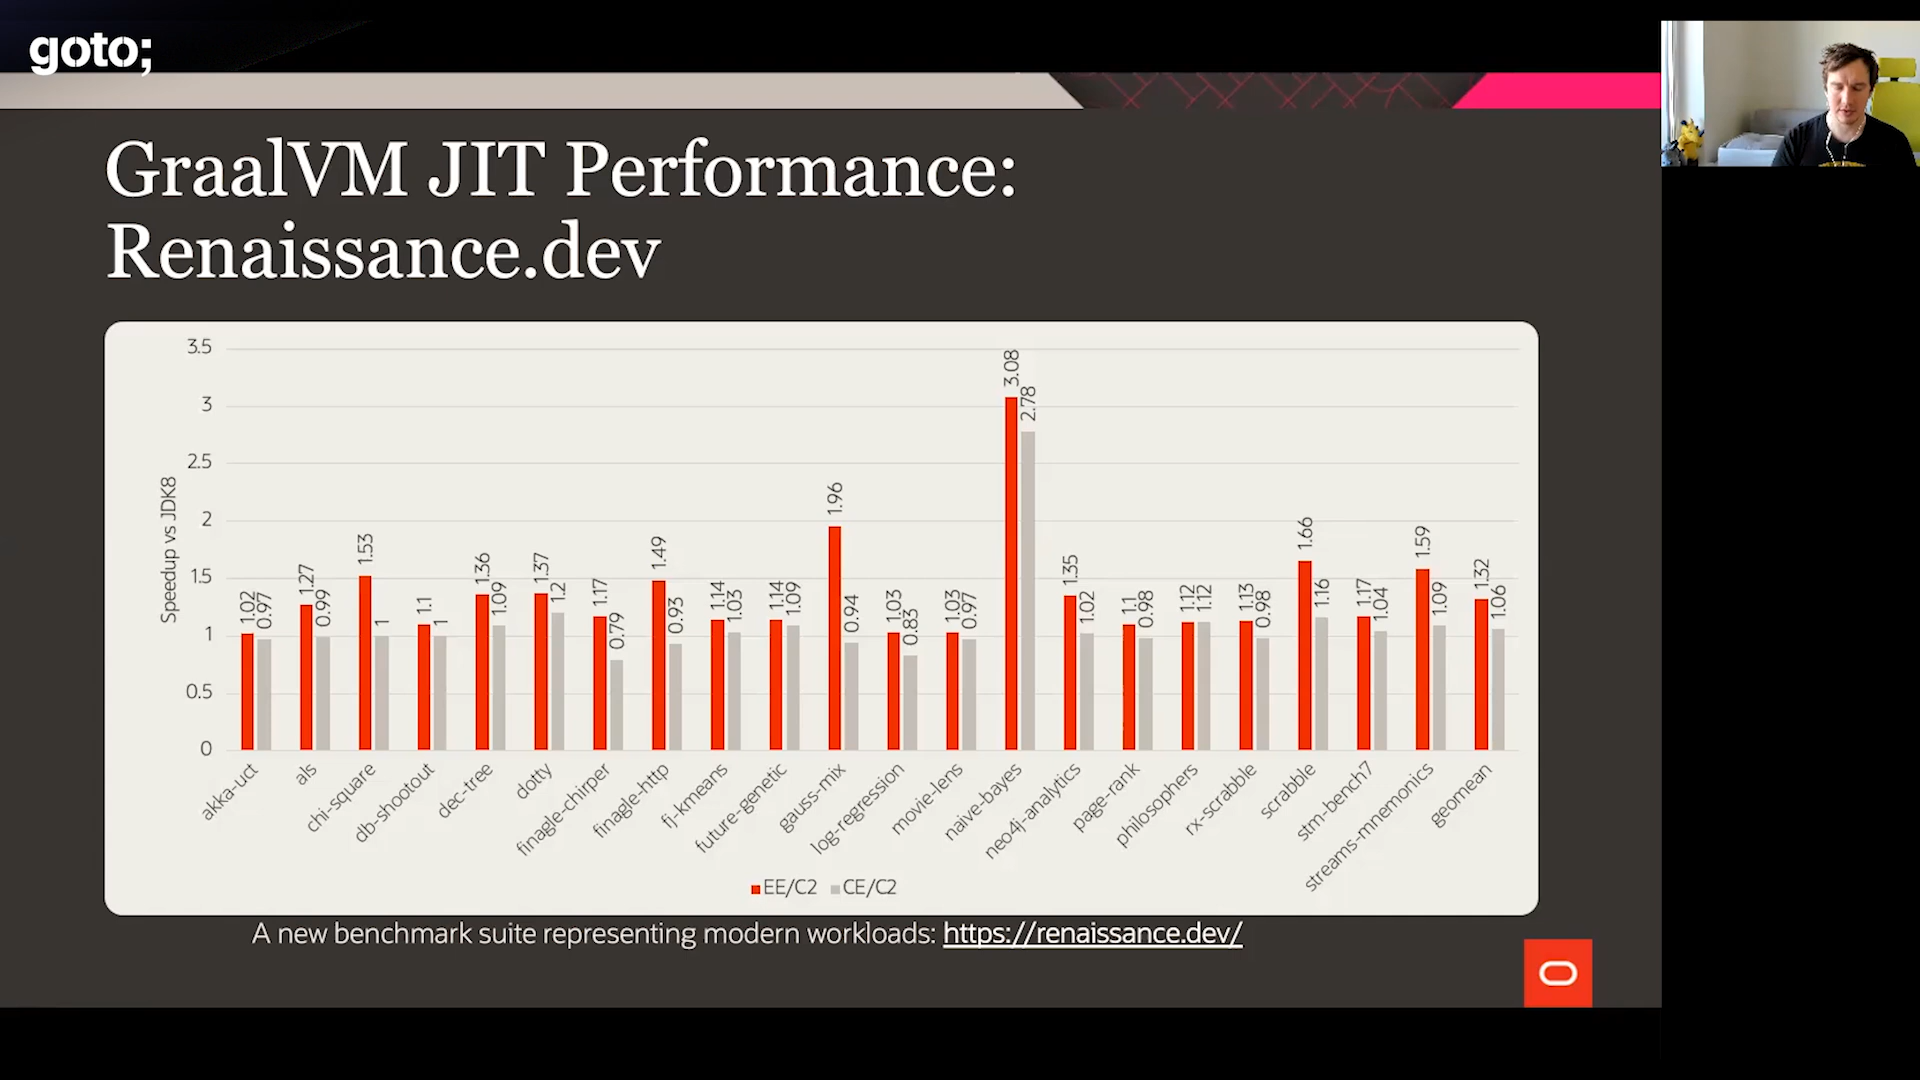 goto;
GraalVM JIT Performance:
Renaissance.dev
Speedup vs JDK8
3.5
3
2.5
2
1.5
1
0.5
0
1.02 0.97
1.27 0.99
1.53 1
1.1 1
1.36 1.09
1.37 1.2
1.17 0.79
1.49 0.93
1.14 1.03
1.14 1.09
1.96 0.94
1.03 0.83
1.03 0.97
3.08 2.78
1.35 1.02
1.1 0.98
1.12 1.12
1.13 0.98
1.66 1.16
1.17 1.04
1.59 1.09
1.32 1.06
akka-uct
als
chi-square
db-shootout
dec-tree
dotty
finagle-chirper
finagle-http
fj-kmeans
future-genetic
gauss-mix
log-regression
movie-lens
naive-bayes
neo4j-analytics
page-rank
philosophers
rx-scrabble
scrabble
stm-bench7
streams-mnemonics
geomean
EE/C2 CE/C2
A new benchmark suite representing modern workloads: https://renaissance.dev/